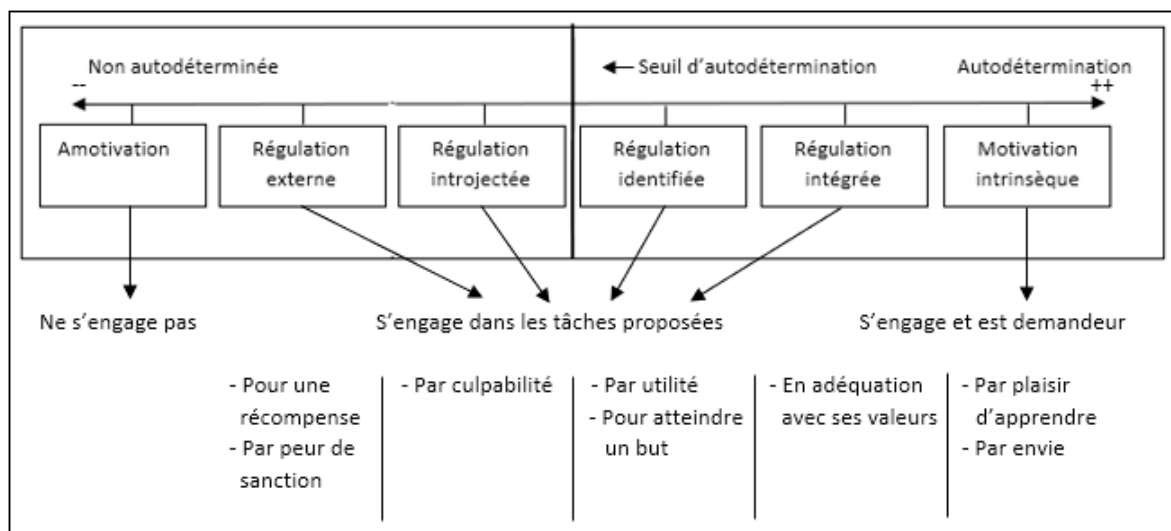 Non autodéterminée
Seuil d'autodétermination
Autodétermination
--
++
Amotivation
Régulation
externe
Régulation
introjectée
Régulation
identifiée
Régulation
intégrée
Motivation
intrinsèque
Ne s'engage pas
S'engage dans les tâches proposées
S'engage et est demandeur
- Pour une
récompense
- Par peur de
sanction
- Par culpabilité
- Par utilité
- Pour atteindre
un but
- En adéquation
avec ses valeurs
- Par plaisir
d'apprendre
- Par envie